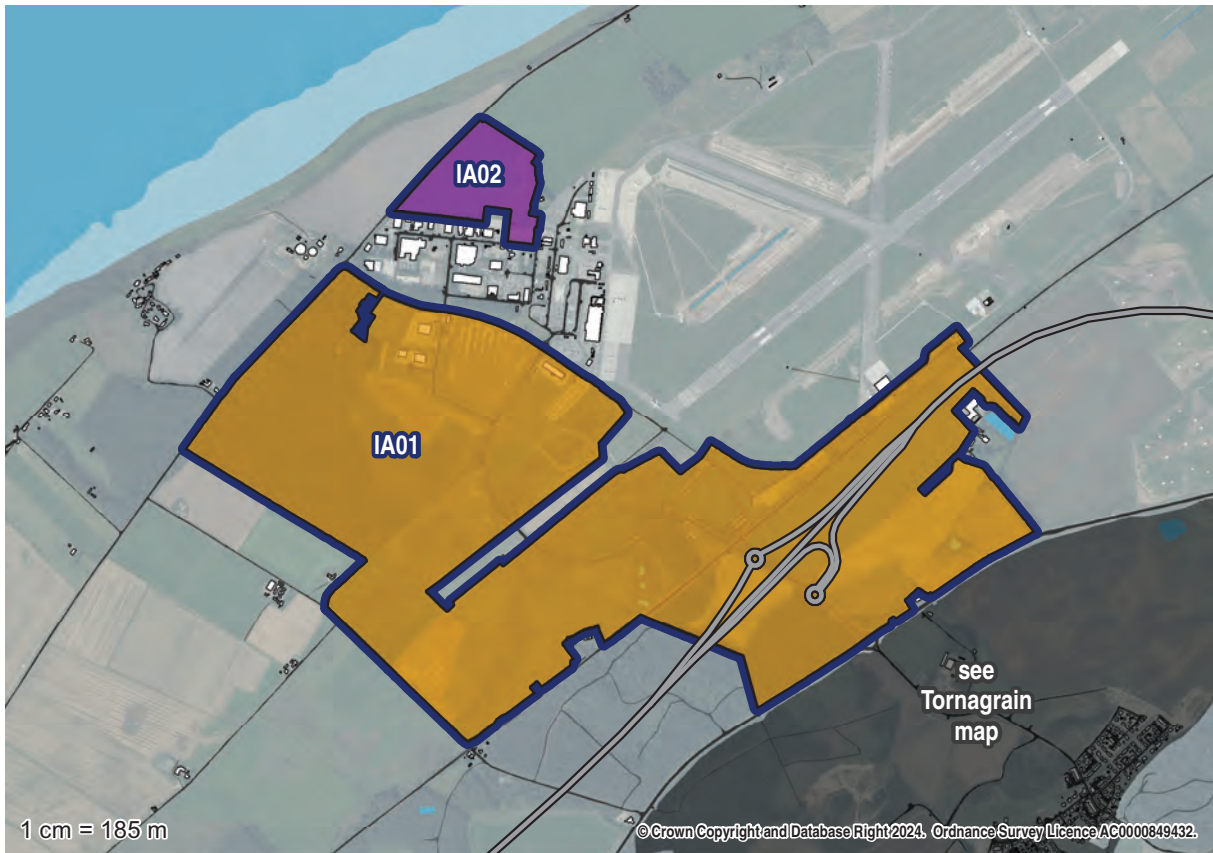 IA02
IA01
see
Tornagrain
map
1 cm = 185 m
© Crown Copyright and Database Right 2024. Ordnance Survey Licence AC0000849432.